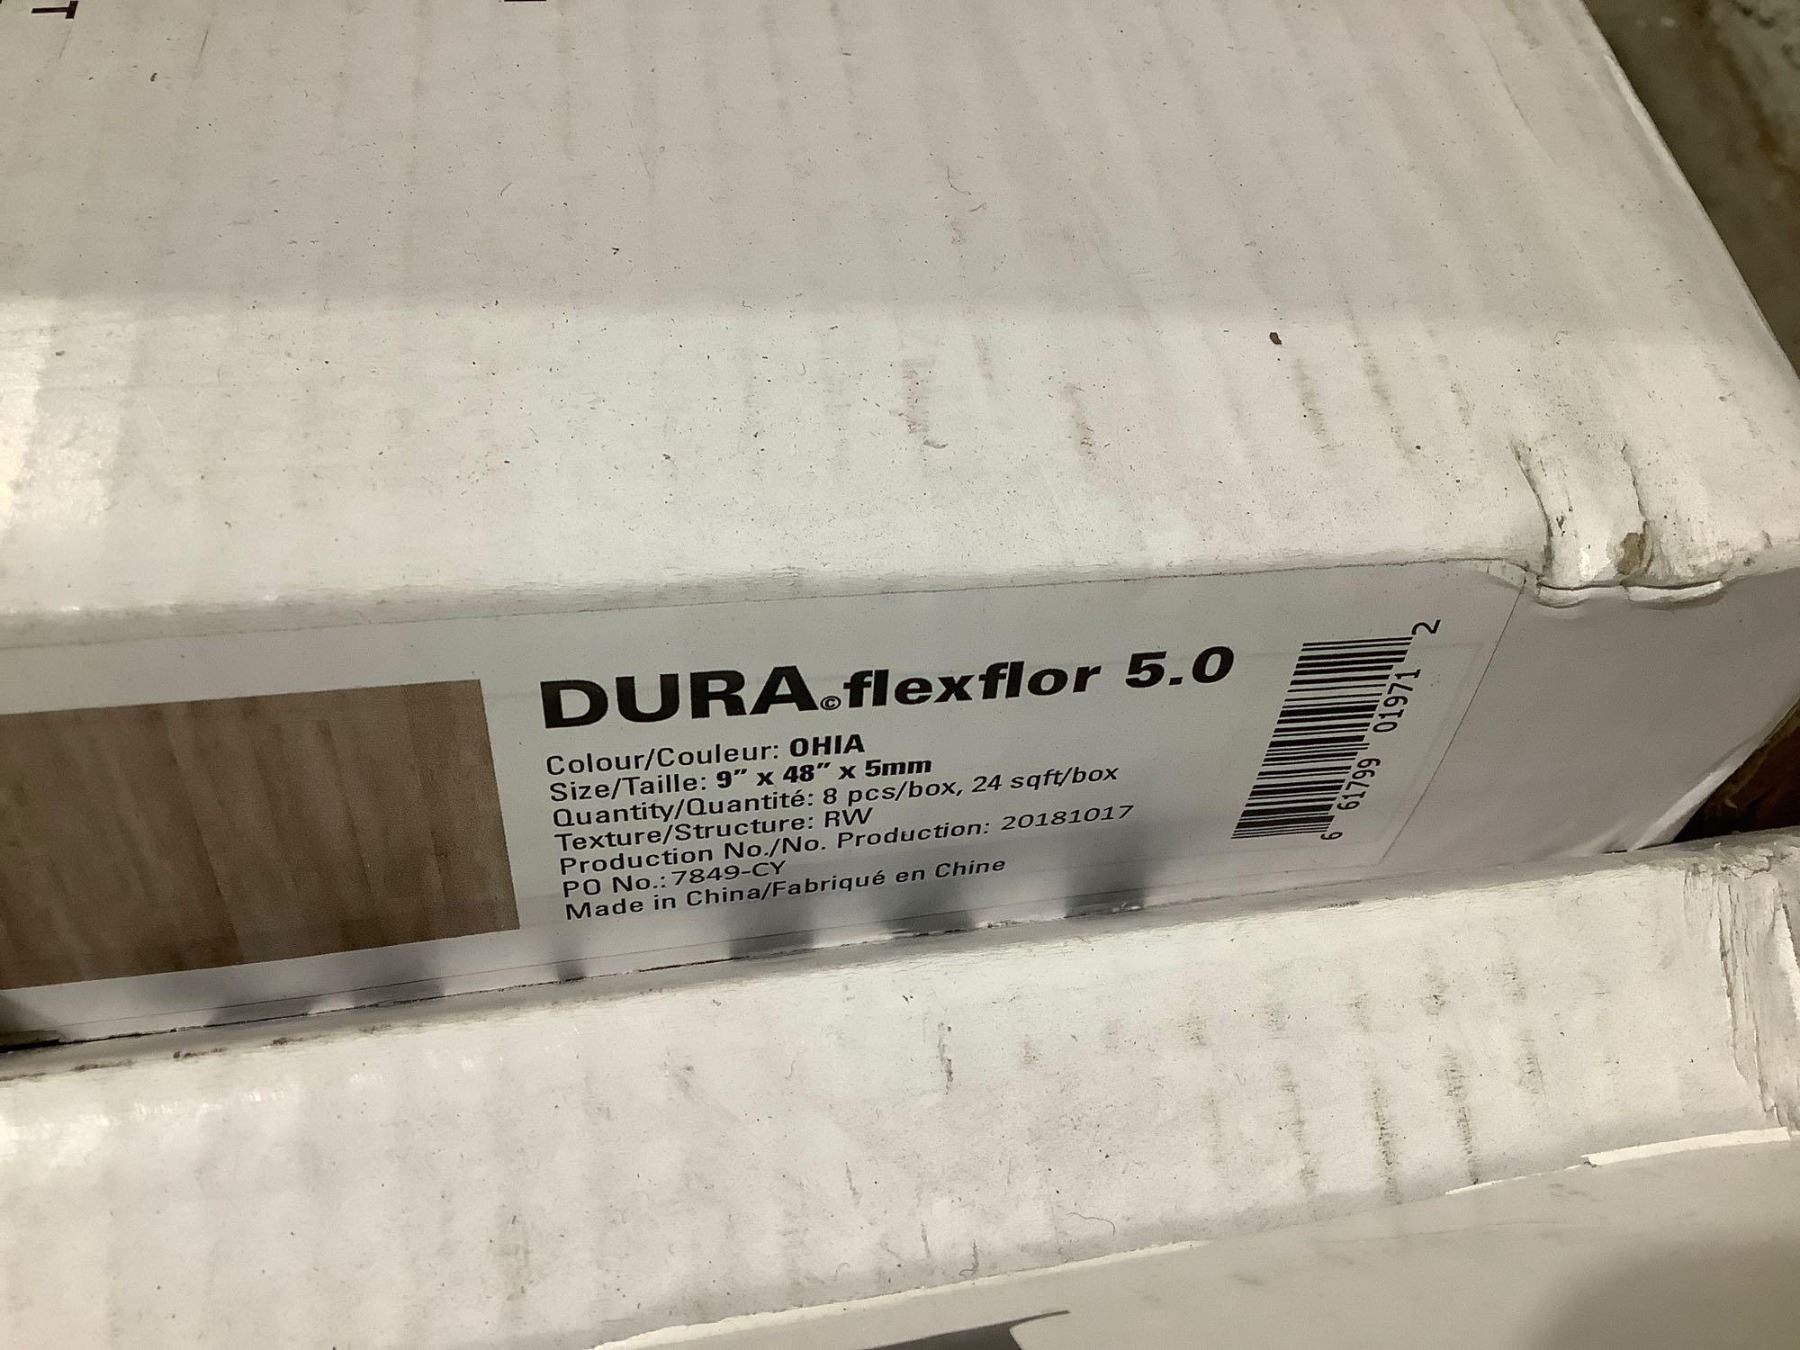 DURA©flexflor 5.0
Colour/Couleur: OHIA
Size/Taille: 9” x 48” x 5mm
Quantity/Quantité: 8 pcs/box, 24 sqft/box
Texture/Structure: RW
Production No./No. Production: 20181017
PO No.: 7849-CY
Made in China/Fabriqué en Chine
6 61799 01971 2